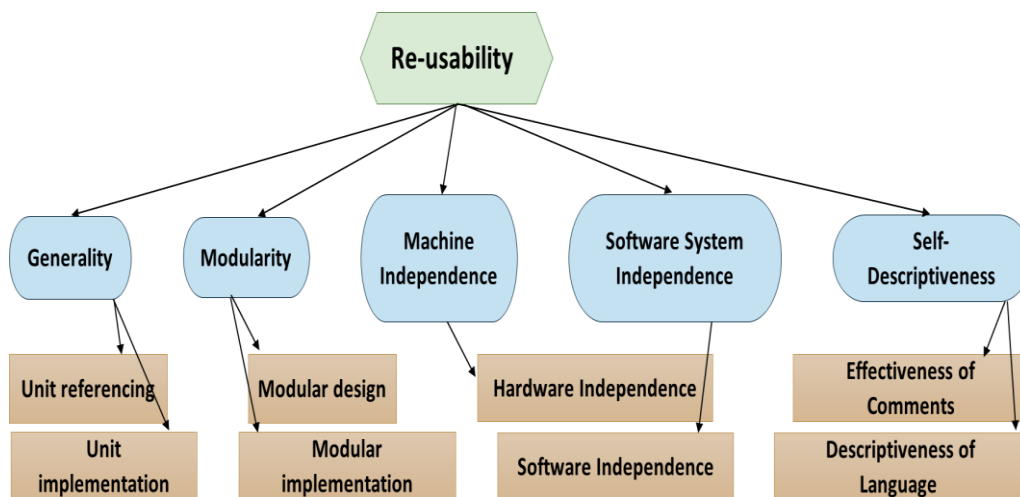 Re-usability
Generality
Modularity
Machine
Independence
Software System
Independence
Self-
Descriptiveness
Unit referencing
Modular design
Hardware Independence
Effectiveness of
Comments
Unit
implementation
Modular
implementation
Software Independence
Descriptiveness of
Language